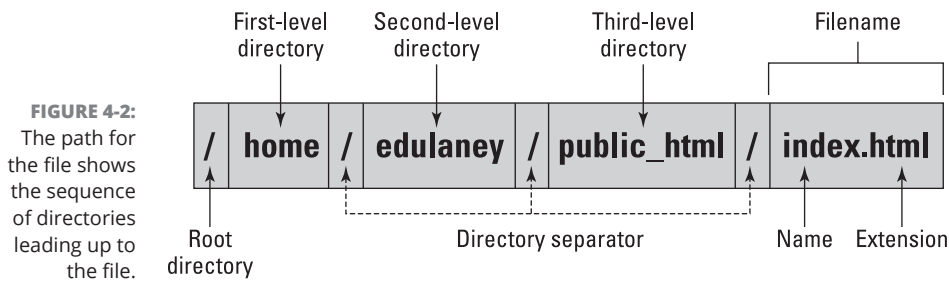 First-level
directory
Second-level
directory
Third-level
directory
Filename
FIGURE 4-2:
The path for
the file shows
the sequence
of directories
leading up to
the file.
/ home / edulaney / public_html / index.html
Root
directory
Directory separator
Name
Extension